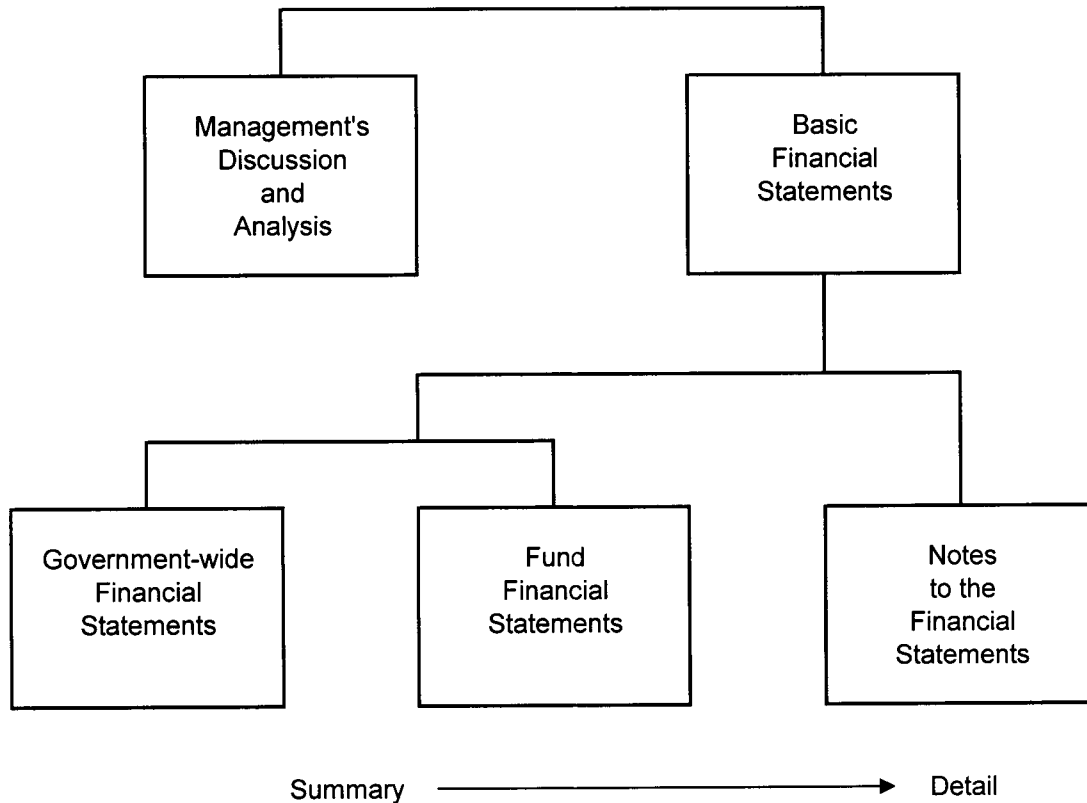 Management's
Discussion
and
Analysis
Basic
Financial
Statements
Government-wide
Financial
Statements
Fund
Financial
Statements
Notes
to the
Financial
Statements
Summary
Detail